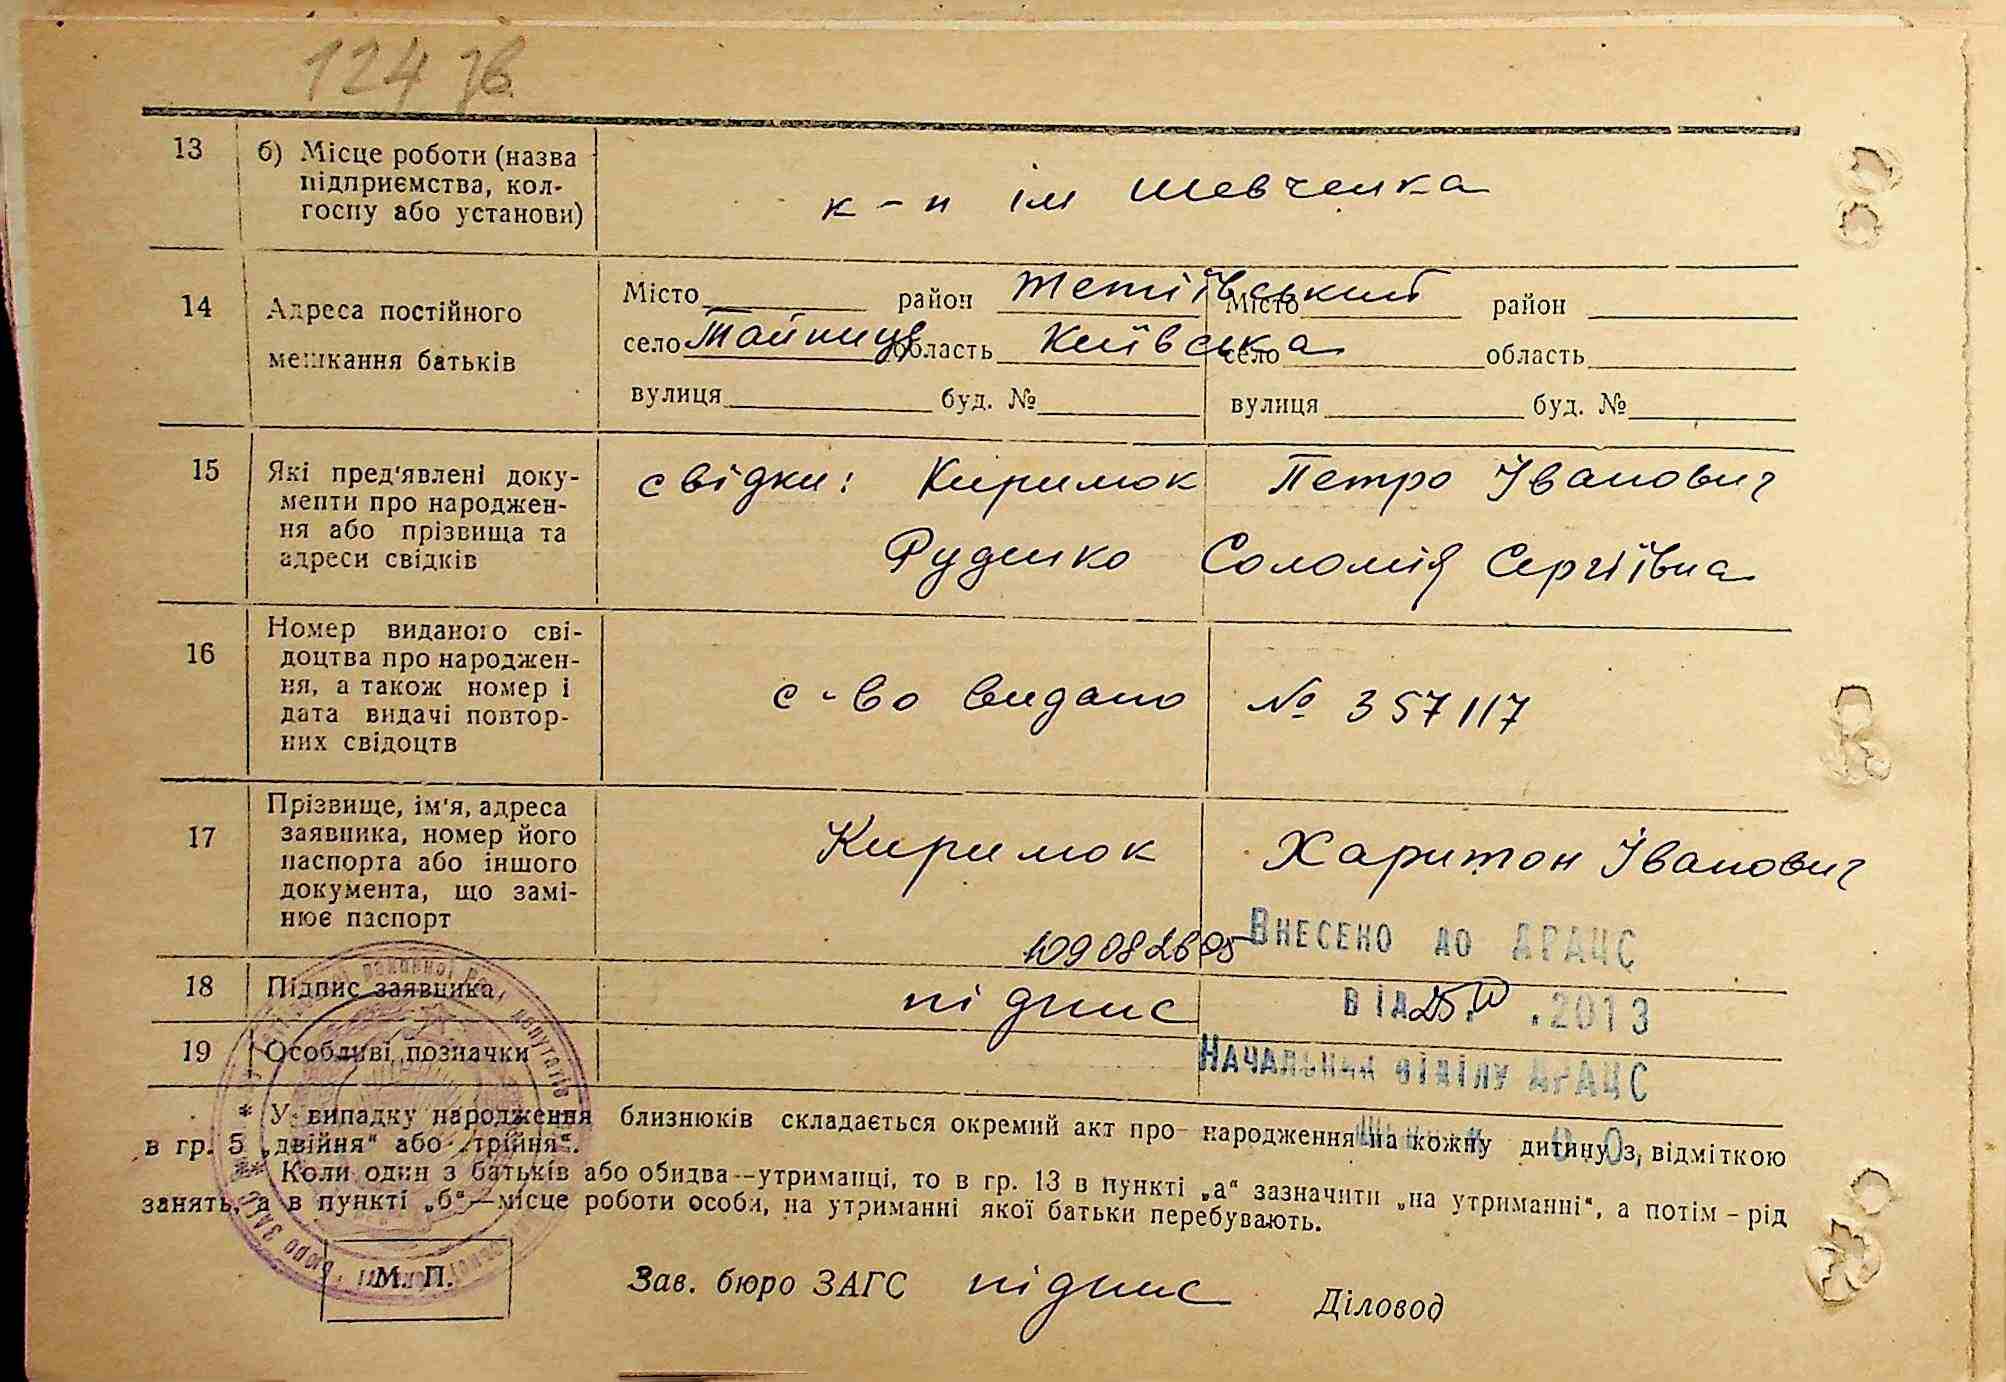 124 зв.
13 б) Місце роботи (назва
підприємства, кол-
госпу або установи)
к-п ім Шевченка
14 Адреса постійного
мешкання батьків
Місто район Тетіївський Місто район
село Тайниця область Київська село область
вулиця буд. № вулиця буд. №
15 Які пред'явлені доку-
менти про народжен-
ня або прізвища та
адреси свідків
свідки: Киримок Петро Іванович
Руденко Соломія Сергіївна
16 Номер виданого сві-
доцтва про народжен-
ня, а також номер і
дата видачі повтор-
них свідоцтв
с-во видано № 357117
17 Прізвище, ім'я, адреса
заявника, номер його
паспорта або іншого
документа, що замі-
нює паспорт
Киримок Харитон Іванович
Внесено до ДРАЦС
18 Підпис заявника
підпис
від 25.IV.2013
19 Особливі позначки
Начальник відділу ДРАЦС
* У випадку народження близнюків складається окремий акт про народження на кожну дитину з відміткою
в гр. 5 „двійня“ або „трійня“.
** Коли один з батьків або обидва—утриманці, то в гр. 13 в пункті „а“ зазначити „на утриманні“, а потім – рід
занять, а в пункті „б“—місце роботи особи, на утриманні якої батьки перебувають.
М. П.
Зав. бюро ЗАГС підпис Діловод